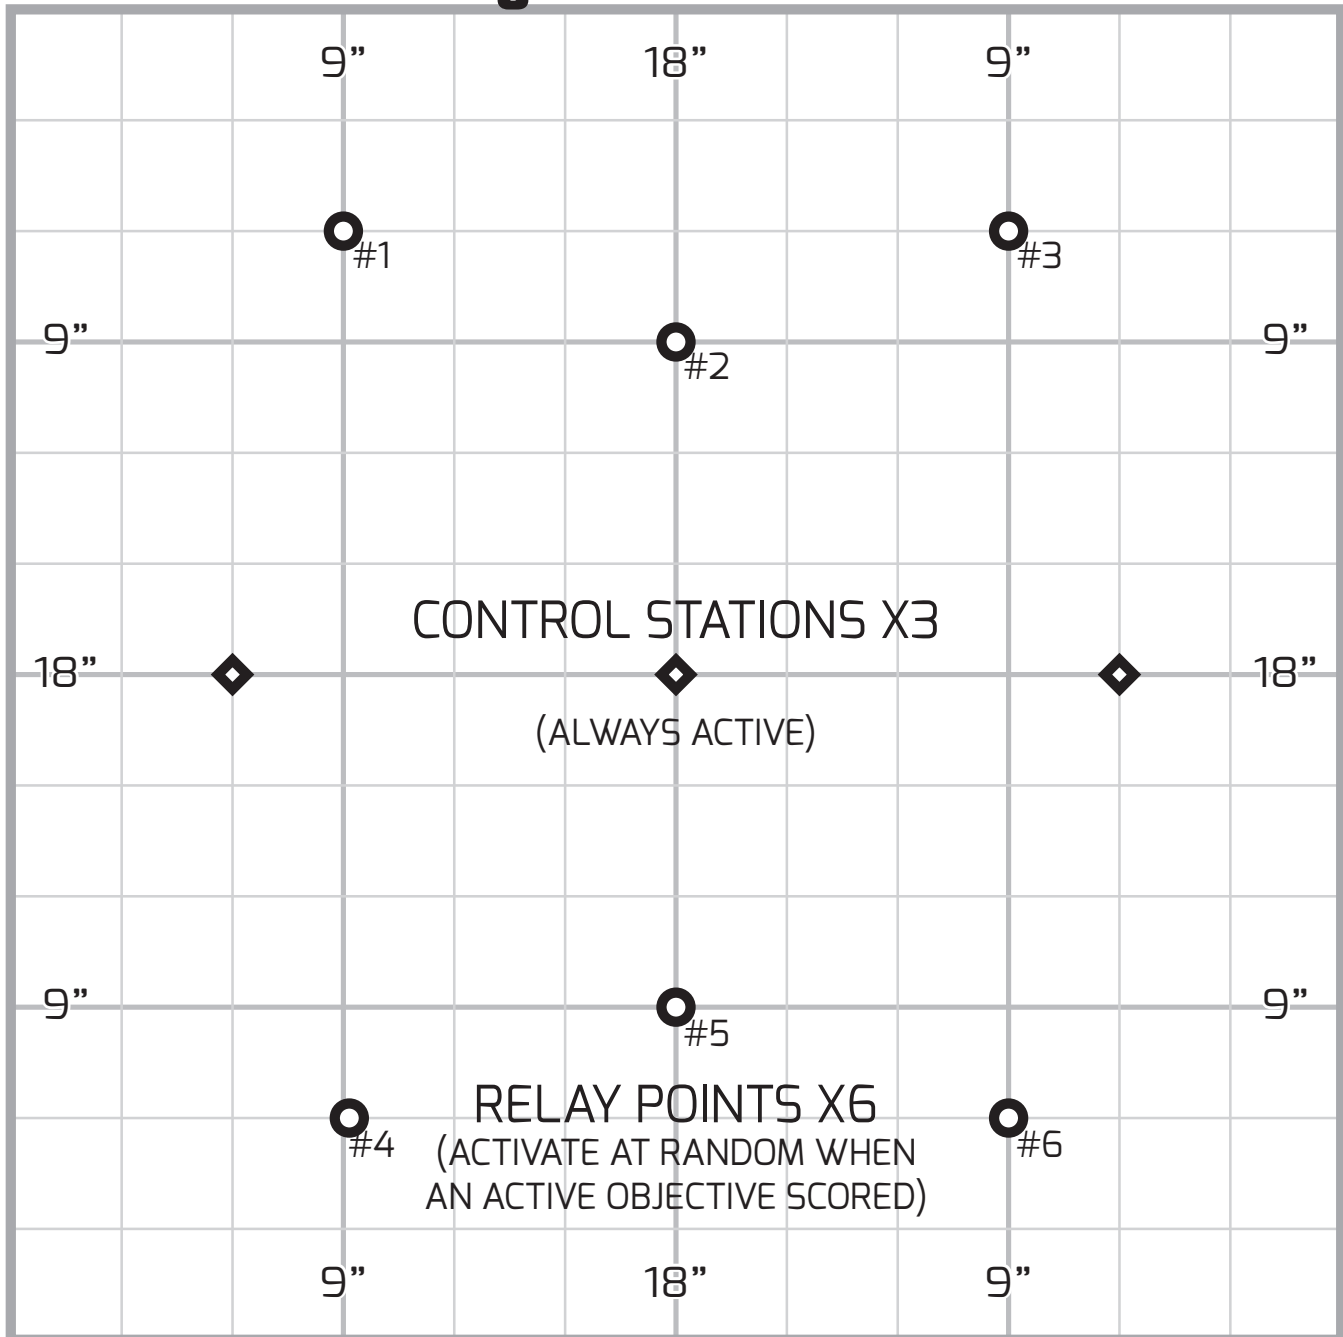 9” 18” 9”
#1 #3
9” 9”
#2
CONTROL STATIONS X3
18” 18”
(ALWAYS ACTIVE)
9” 9”
#5
RELAY POINTS X6
#4 (ACTIVATE AT RANDOM WHEN #6
AN ACTIVE OBJECTIVE SCORED)
9” 18” 9”